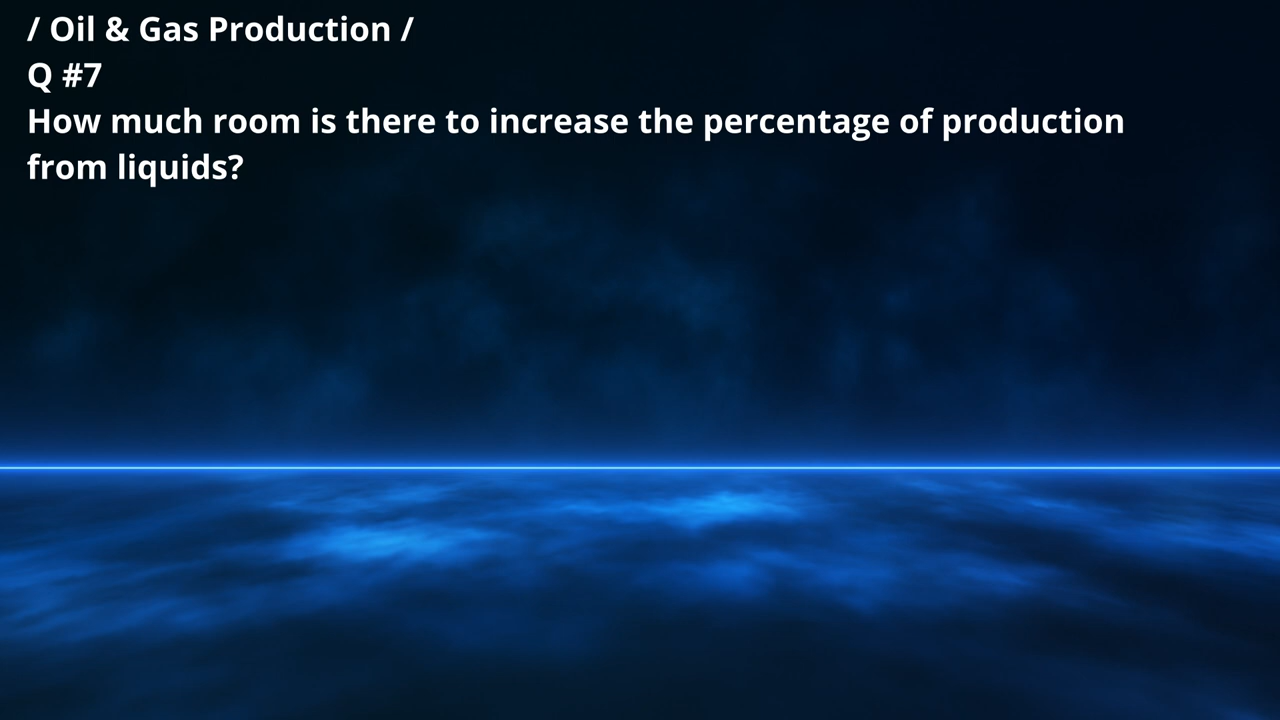 / Oil & Gas Production /
Q #7
How much room is there to increase the percentage of production
from liquids?